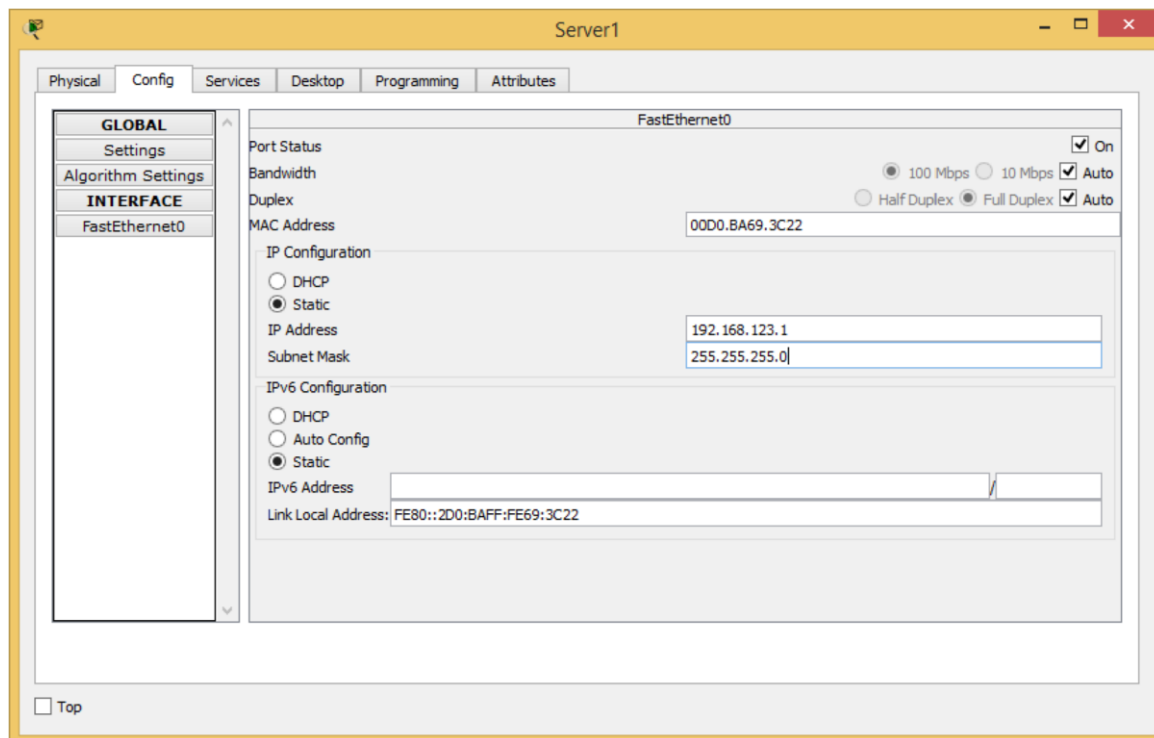 Server1
Physical Config Services Desktop Programming Attributes
GLOBAL
Settings
Algorithm Settings
INTERFACE
FastEthernet0
FastEthernet0
Port Status On
Bandwidth 100 Mbps 10 Mbps Auto
Duplex Half Duplex Full Duplex Auto
MAC Address 00D0.BA69.3C22
IP Configuration
DHCP
Static
IP Address 192.168.123.1
Subnet Mask 255.255.255.0
IPv6 Configuration
DHCP
Auto Config
Static
IPv6 Address /
Link Local Address: FE80::2D0:BAFF:FE69:3C22
Top